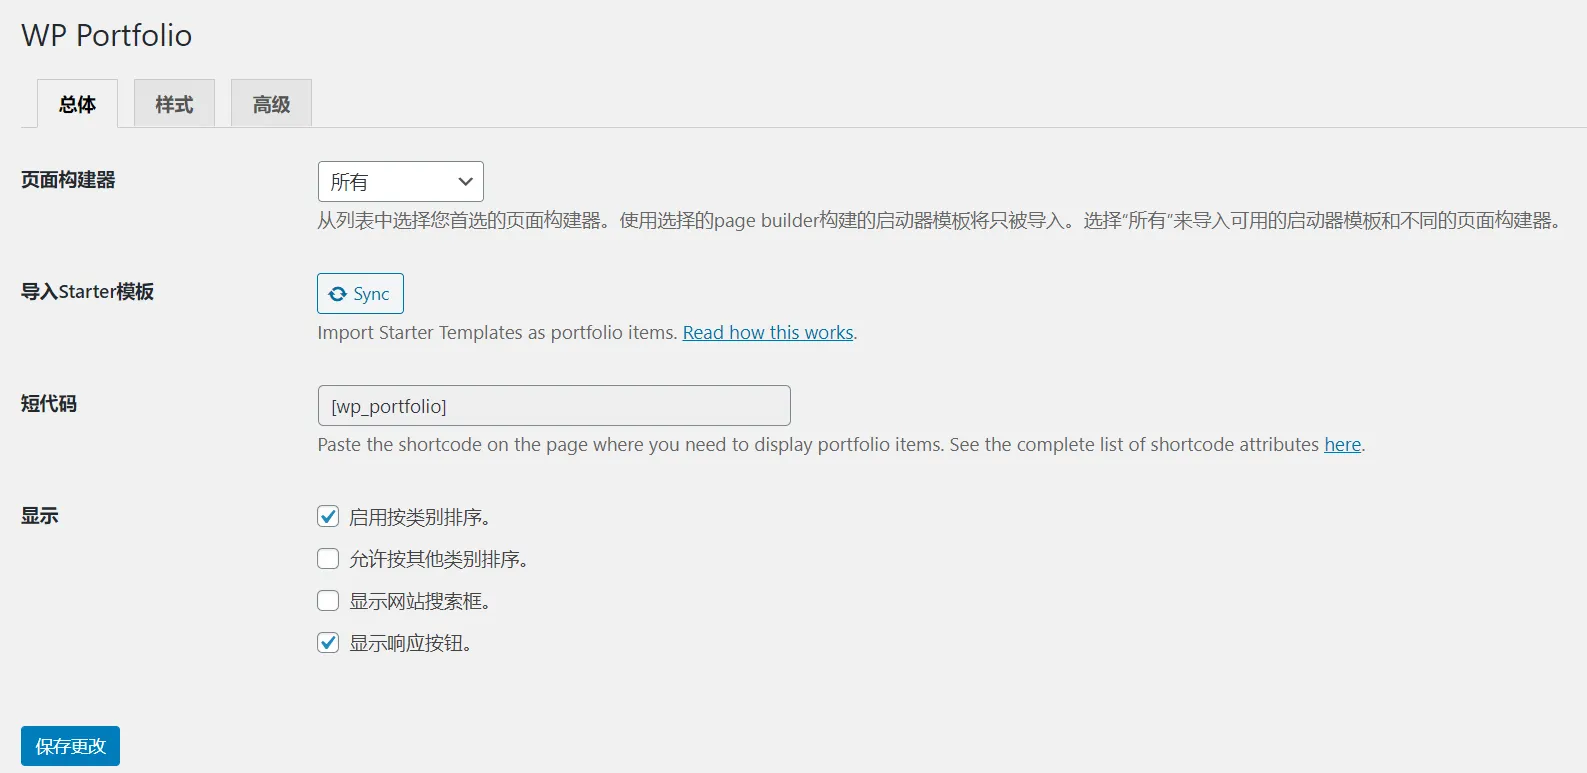 WP Portfolio
总体 样式 高级
页面构建器
所有
从列表中选择您首选的页面构建器。使用选择的page builder构建的启动器模板将只被导入。选择“所有”来导入可用的启动器模板和不同的页面构建器。
导入Starter模板
Sync
Import Starter Templates as portfolio items. Read how this works.
短代码
[wp_portfolio]
Paste the shortcode on the page where you need to display portfolio items. See the complete list of shortcode attributes here.
显示
启用按类别排序。
允许按其他类别排序。
显示网站搜索框。
显示响应按钮。
保存更改